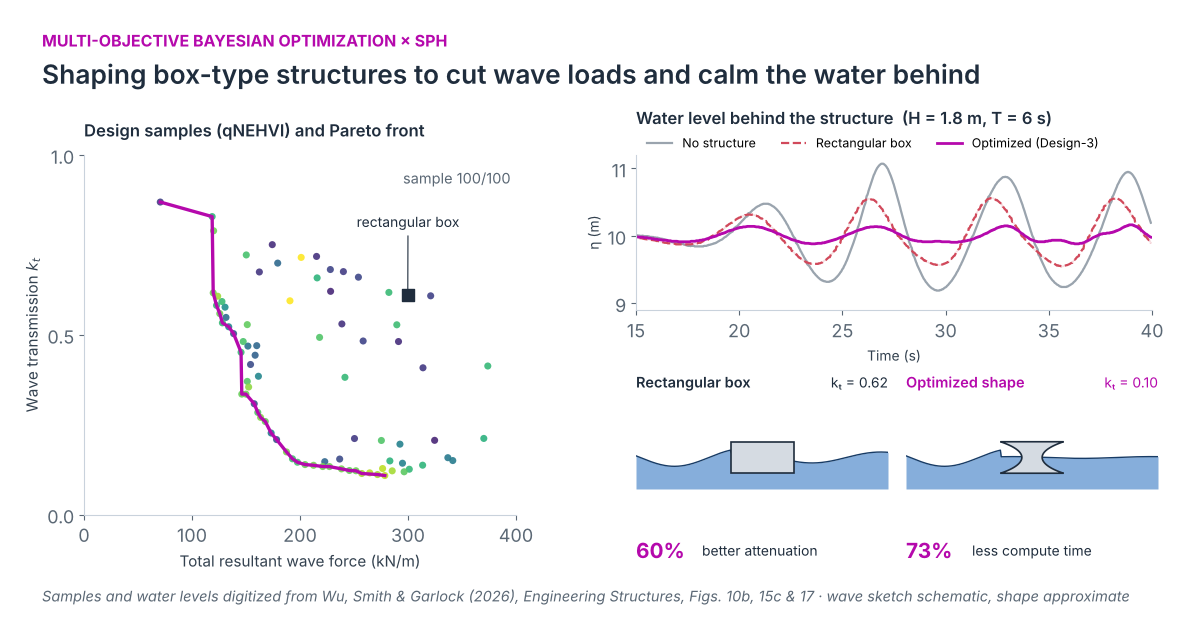 MULTI-OBJECTIVE BAYESIAN OPTIMIZATION × SPH
Shaping box-type structures to cut wave loads and calm the water behind
Design samples (qNEHVI) and Pareto front
1.0
0.5
0.0
Wave transmission kₜ
sample 100/100
rectangular box
0 100 200 300 400
Total resultant wave force (kN/m)
Water level behind the structure (H = 1.8 m, T = 6 s)
No structure Rectangular box Optimized (Design-3)
11
10
9
η (m)
15 20 25 30 35 40
Time (s)
Rectangular box kₜ = 0.62
Optimized shape kₜ = 0.10
60% better attenuation
73% less compute time
Samples and water levels digitized from Wu, Smith & Garlock (2026), Engineering Structures, Figs. 10b, 15c & 17 · wave sketch schematic, shape approximate